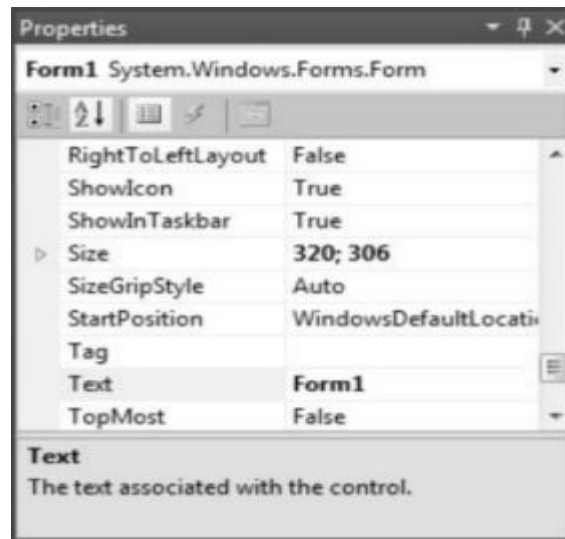 Properties
Form1 System.Windows.Forms.Form
RightToLeftLayout False
ShowIcon True
ShowInTaskbar True
Size 320; 306
SizeGripStyle Auto
StartPosition WindowsDefaultLocati
Tag
Text Form1
TopMost False
Text
The text associated with the control.